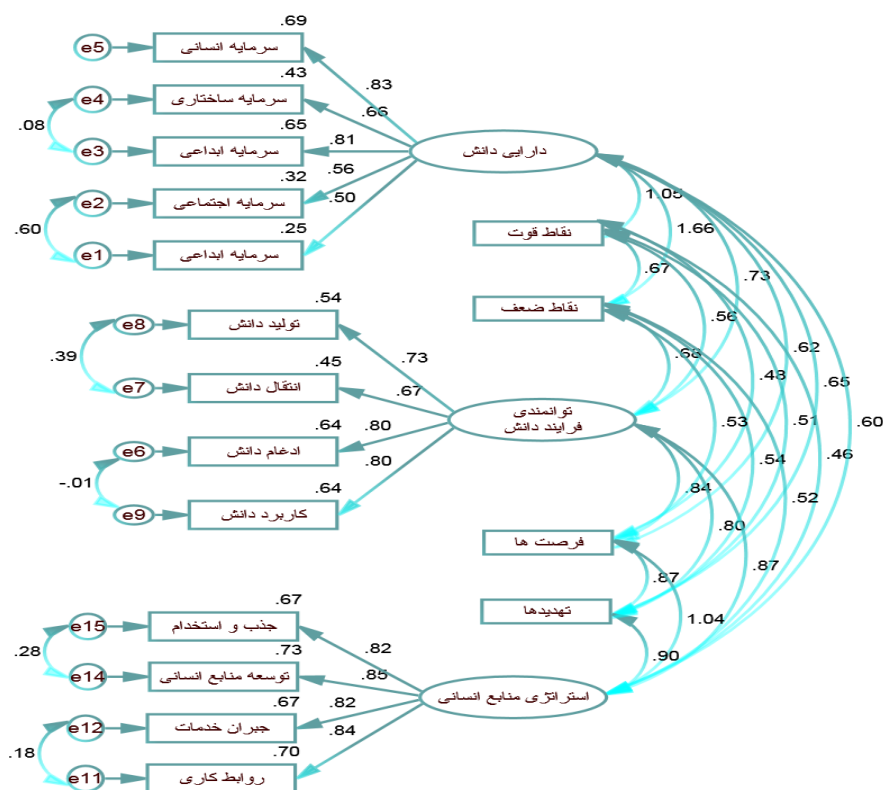 .69
e5
سرمایه انسانی
.83
.43
e4
سرمایه ساختاری
.66
.08
.65
e3
سرمایه ابداعی
.81
دارایی دانش
.56
.32
e2
سرمایه اجتماعی
.50
.60
.25
e1
سرمایه ابداعی
1.05
نقاط قوت
1.66
.67
.73
.54
e8
تولید دانش
نقاط ضعف
.56
.39
.73
.68
.48
.62
.45
e7
انتقال دانش
.67
.65
توانمندی
فرایند دانش
.53
.51
.60
.64
e6
ادغام دانش
.80
.54
.46
-.01
.80
.84
.52
.64
e9
کاربرد دانش
.80
فرصت ها
.87
.87
تهدیدها
1.04
.67
e15
جذب و استخدام
.82
.90
.28
.73
e14
توسعه منابع انسانی
.85
استراتژی منابع انسانی
.67
e12
جبران خدمات
.82
.84
.18
.70
e11
روابط کاری